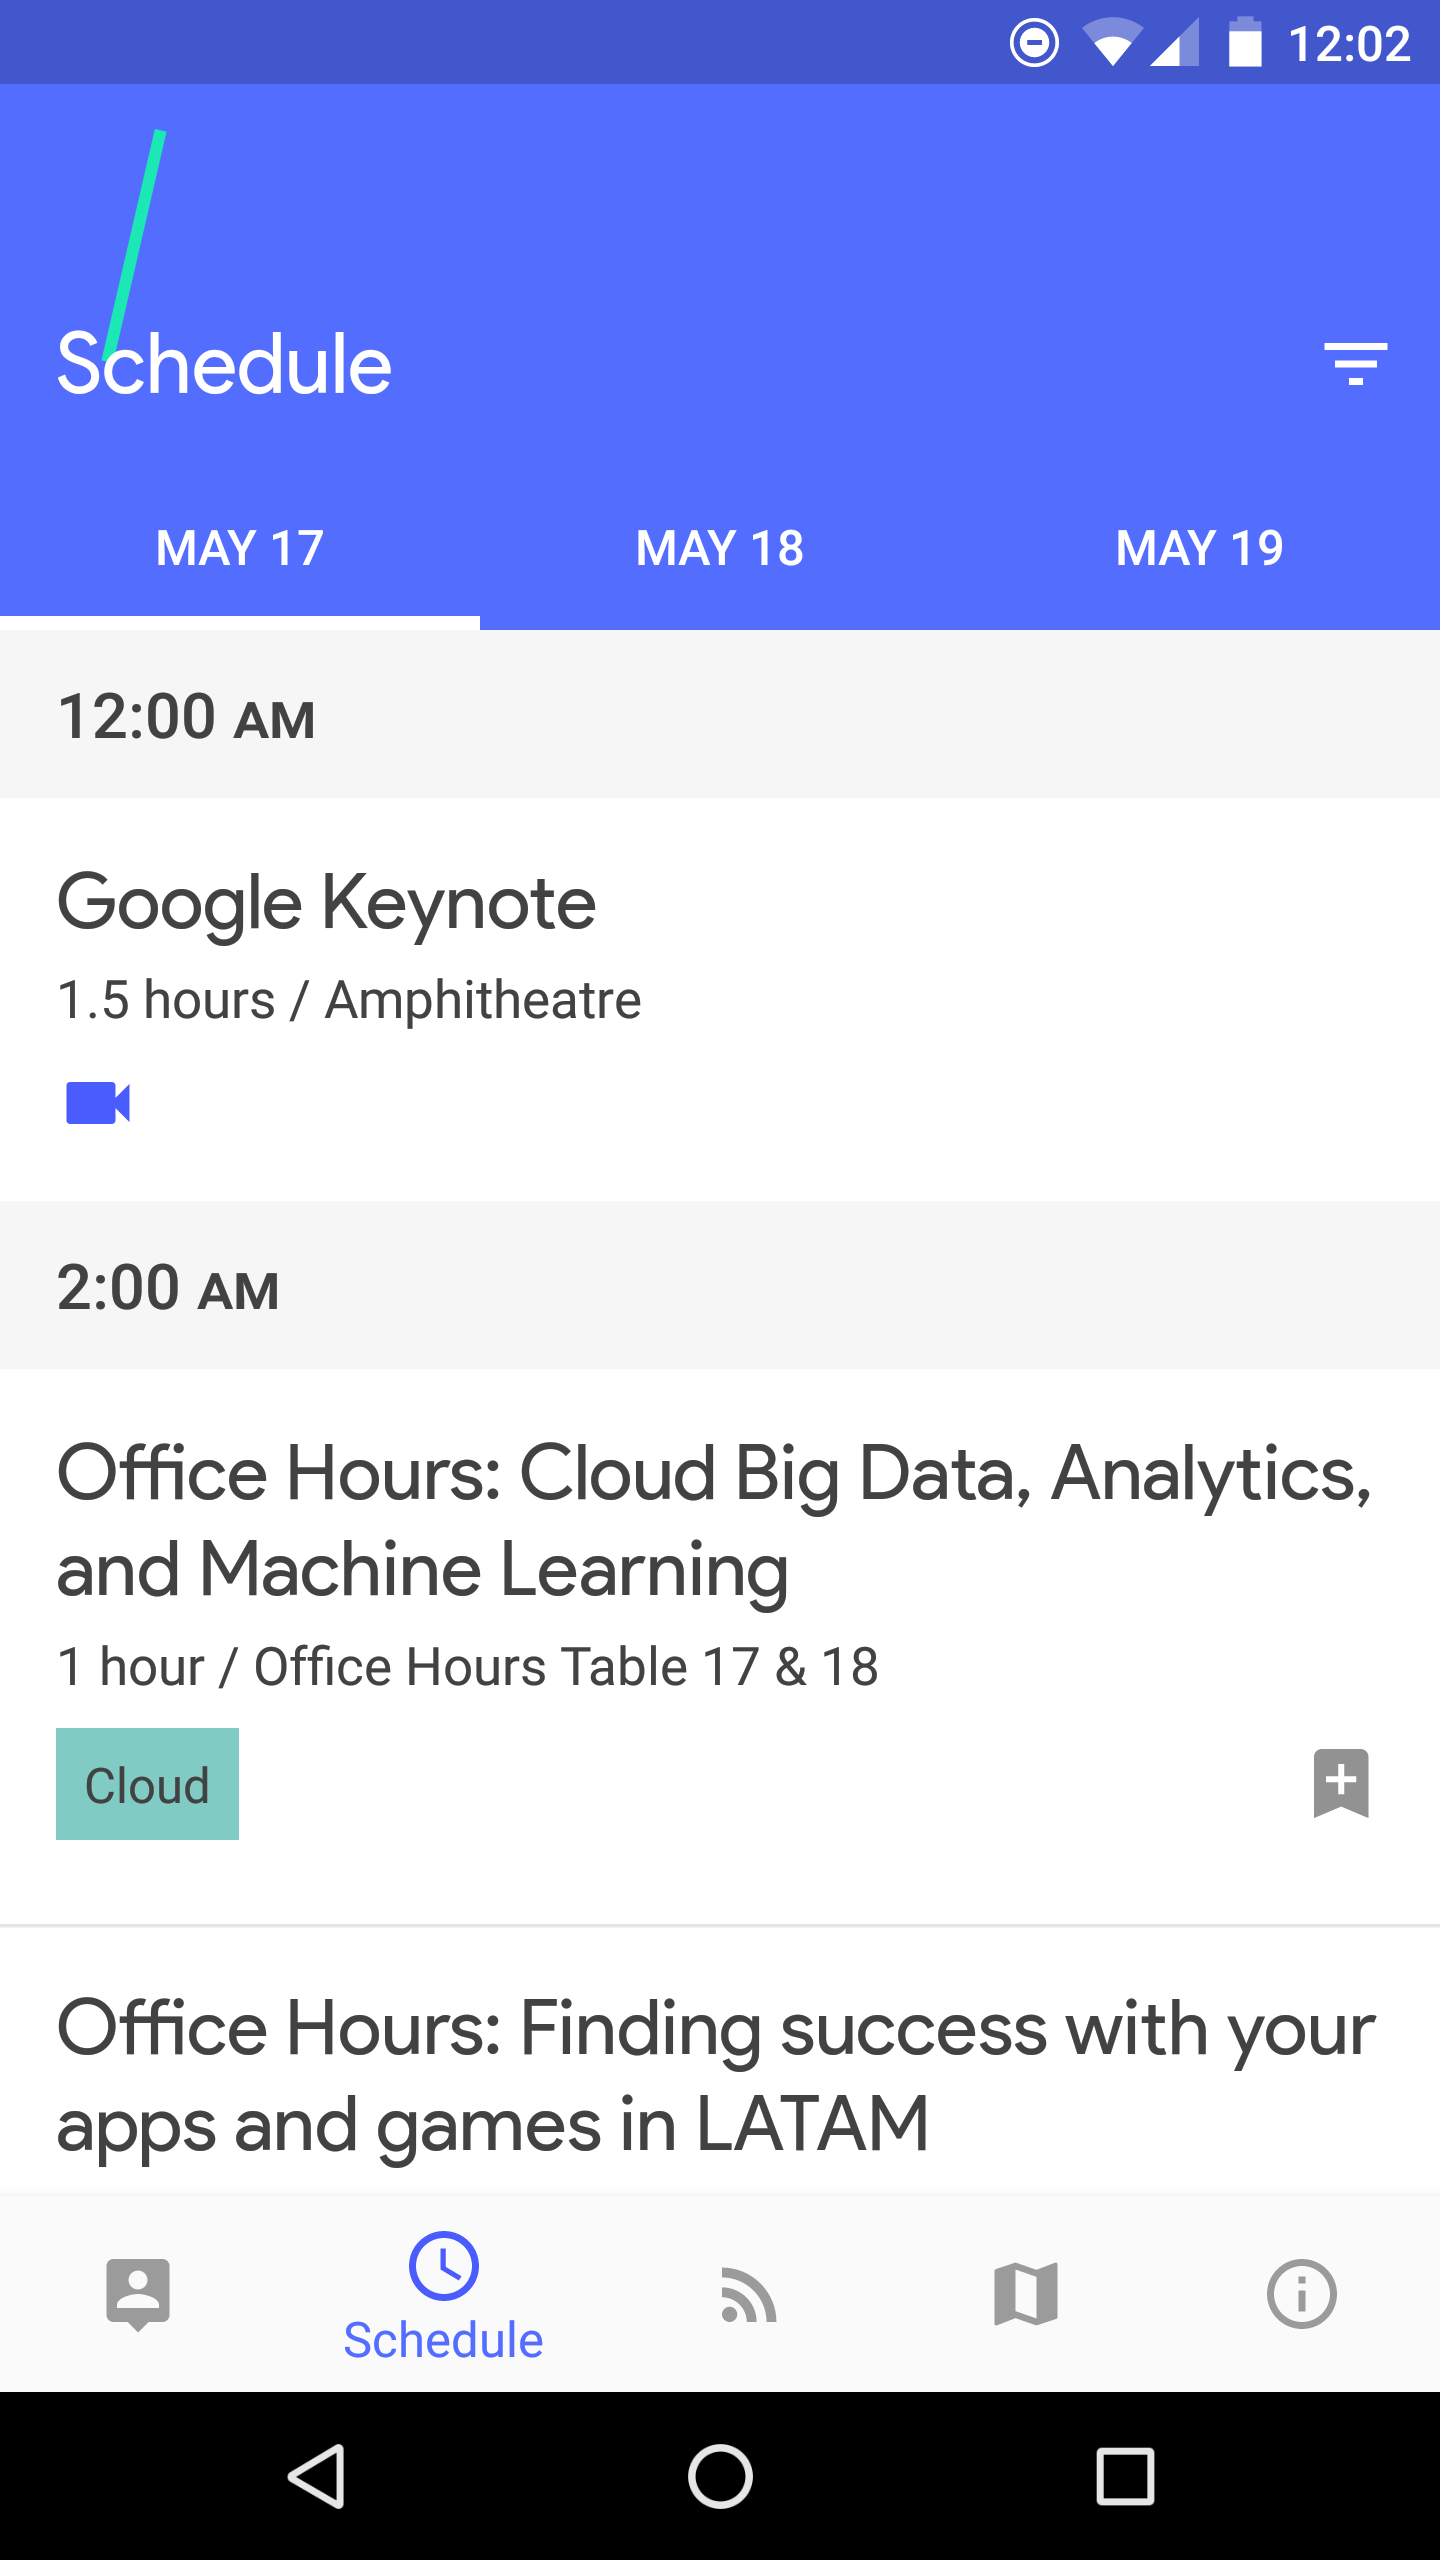 12:02
Schedule
MAY 17
MAY 18
MAY 19
12:00 AM
Google Keynote
1.5 hours / Amphitheatre
2:00 AM
Office Hours: Cloud Big Data, Analytics,
and Machine Learning
1 hour / Office Hours Table 17 & 18
Cloud
Office Hours: Finding success with your
apps and games in LATAM
Schedule